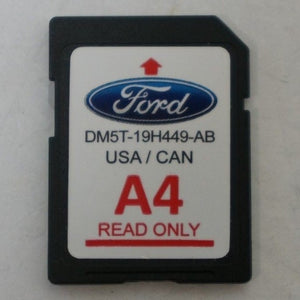 Ford
DM5T-19H449-AB
USA / CAN
A4
READ ONLY